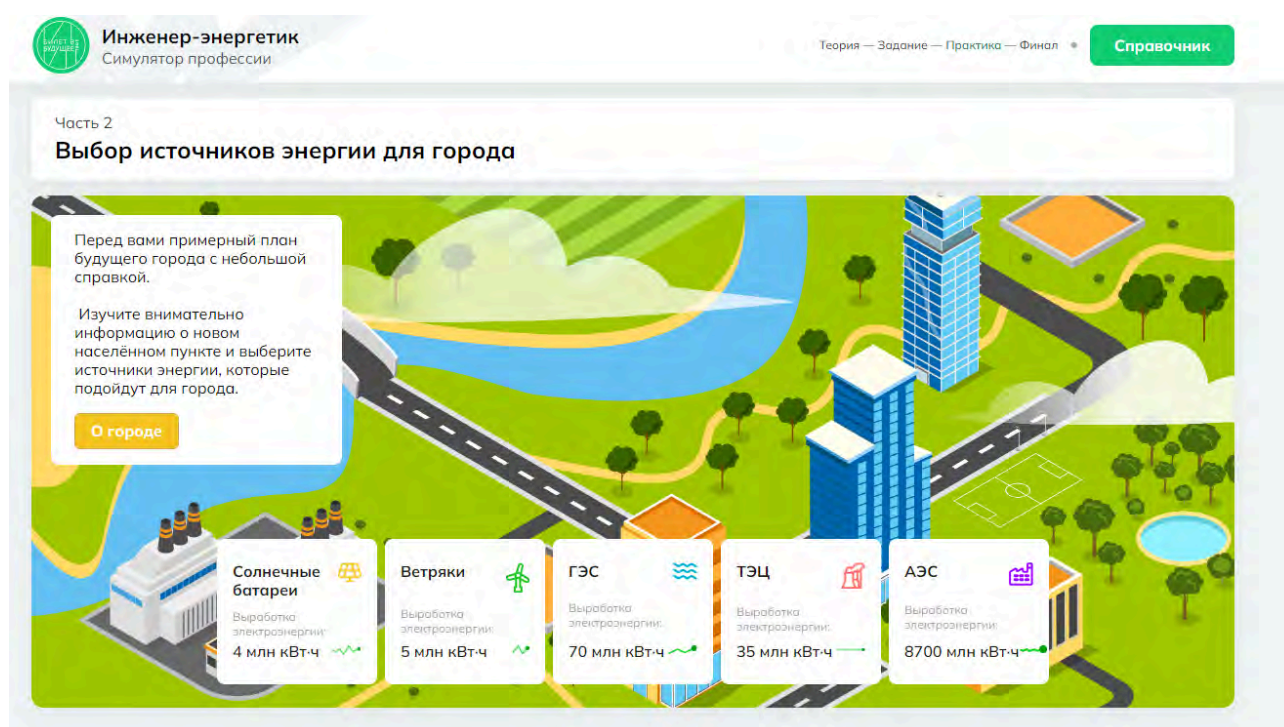 БИЛЕТ В
БУДУЩЕЕ
Инженер-энергетик
Симулятор профессии
Теория — Задание — Практика — Финал
Справочник
Часть 2
Выбор источников энергии для города
Перед вами примерный план
будущего города с небольшой
справкой.
Изучите внимательно
информацию о новом
населённом пункте и выберите
источники энергии, которые
подойдут для города.
О городе
Солнечные
батареи
Выработка
электроэнергии:
4 млн кВт·ч
Ветряки
Выработка
электроэнергии:
5 млн кВт·ч
ГЭС
Выработка
электроэнергии:
70 млн кВт·ч
ТЭЦ
Выработка
электроэнергии:
35 млн кВт·ч
АЭС
Выработка
электроэнергии:
8700 млн кВт·ч